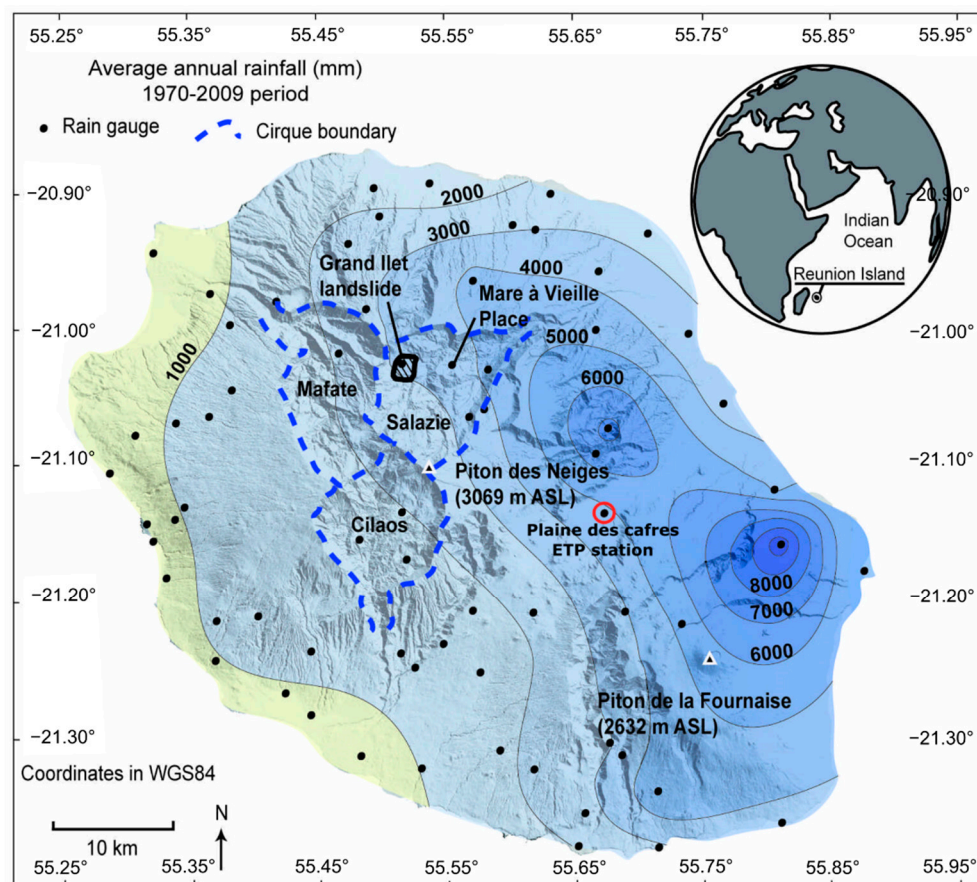 55.25° 55.35° 55.45° 55.55° 55.65° 55.75° 55.85° 55.95°
Average annual rainfall (mm)
1970-2009 period
Rain gauge
Cirque boundary
−20.90°
−20.90°
Indian
Ocean
Reunion Island
2000
3000
4000
5000
6000
1000
Grand Ilet
landslide
Mare à Vieille
Place
−21.00°
−21.00°
Mafate
Salazie
−21.10°
−21.10°
Piton des Neiges
(3069 m ASL)
Cilaos
Plaine des cafres
ETP station
8000
7000
6000
−21.20°
−21.20°
Piton de la Fournaise
(2632 m ASL)
−21.30°
−21.30°
Coordinates in WGS84
10 km
N
55.25° 55.35° 55.45° 55.55° 55.65° 55.75° 55.85° 55.95°